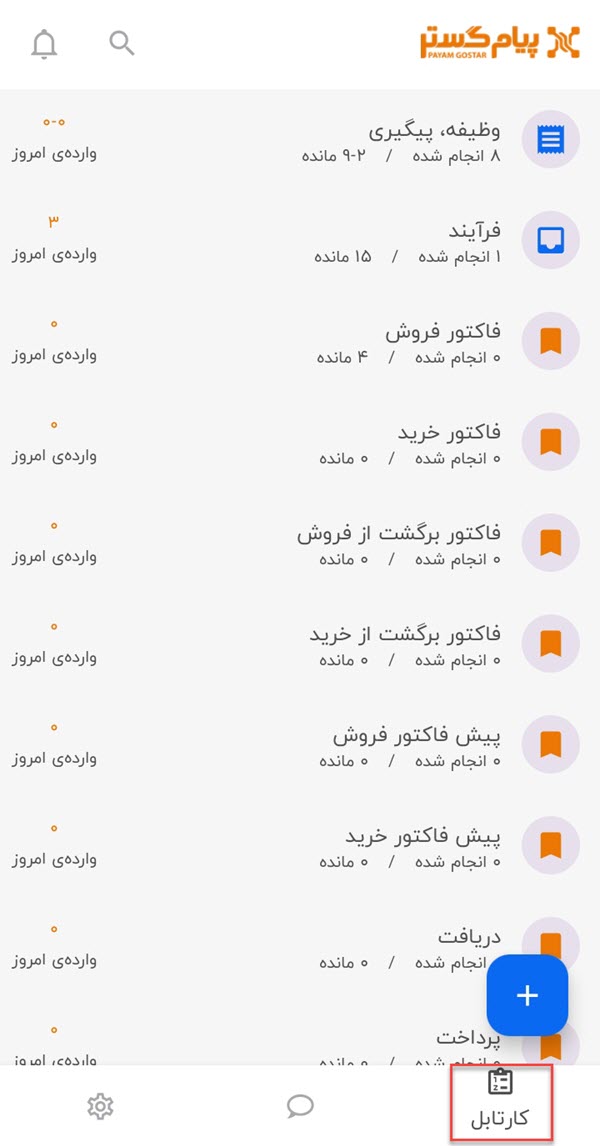 پیام گستر
PAYAM GOSTAR
وظیفه، پیگیری
۸ انجام شده / ۲-۹ مانده
۰-۰
وارده‌ی امروز
فرآیند
۱ انجام شده / ۱۵ مانده
۳
وارده‌ی امروز
فاکتور فروش
۰ انجام شده / ۴ مانده
۰
وارده‌ی امروز
فاکتور خرید
۰ انجام شده / ۰ مانده
۰
وارده‌ی امروز
فاکتور برگشت از فروش
۰ انجام شده / ۰ مانده
۰
وارده‌ی امروز
فاکتور برگشت از خرید
۰ انجام شده / ۰ مانده
۰
وارده‌ی امروز
پیش فاکتور فروش
۰ انجام شده / ۰ مانده
۰
وارده‌ی امروز
پیش فاکتور خرید
۰ انجام شده / ۰ مانده
۰
وارده‌ی امروز
دریافت
انجام شده / ۰ مانده
۰
وارده‌ی امروز
پرداخت
انجام شده / ۰ مانده
۰
وارده‌ی امروز
کارتابل